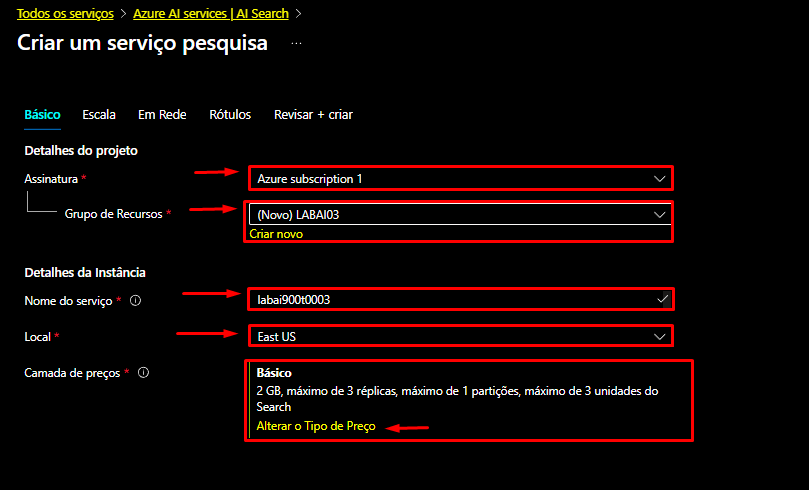 Todos os serviços > Azure AI services | AI Search >
Criar um serviço pesquisa ...
Básico Escala Em Rede Rótulos Revisar + criar
Detalhes do projeto
Assinatura * Azure subscription 1
Grupo de Recursos * (Novo) LABAI03
Criar novo
Detalhes da Instância
Nome do serviço * labai900t0003
Local * East US
Camada de preços * Básico
2 GB, máximo de 3 réplicas, máximo de 1 partições, máximo de 3 unidades do
Search
Alterar o Tipo de Preço